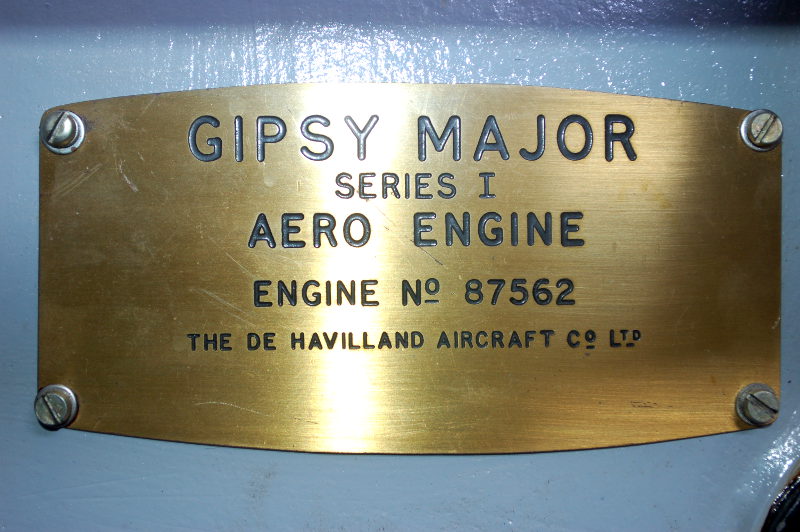 GIPSY MAJOR
SERIES I
AERO ENGINE
ENGINE Nº 87562
THE DE HAVILLAND AIRCRAFT Cº LTD